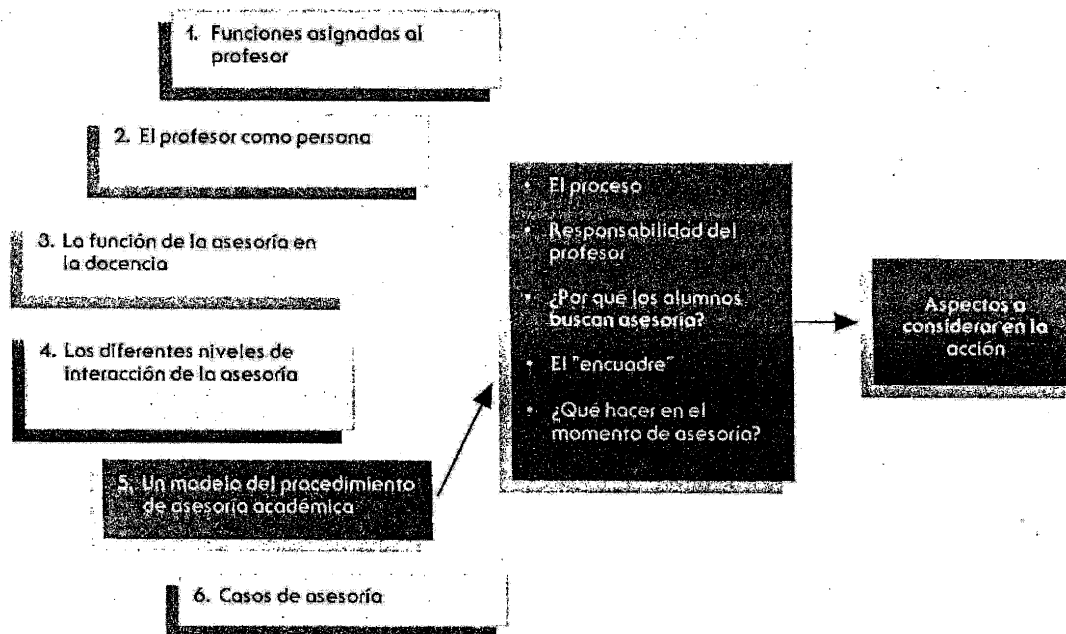 1. Funciones asignadas al
profesor
2. El profesor como persona
3. La función de la asesoría en
la docencia
4. Los diferentes niveles de
interacción de la asesoría
5. Un modelo del procedimiento
de asesoría académica
6. Casos de asesoría
• El proceso
• Responsabilidad del
profesor
• ¿Por qué los alumnos
buscan asesoría?
• El "encuadre"
• ¿Qué hacer en el
momento de asesoría?
Aspectos a
considerar en la
acción